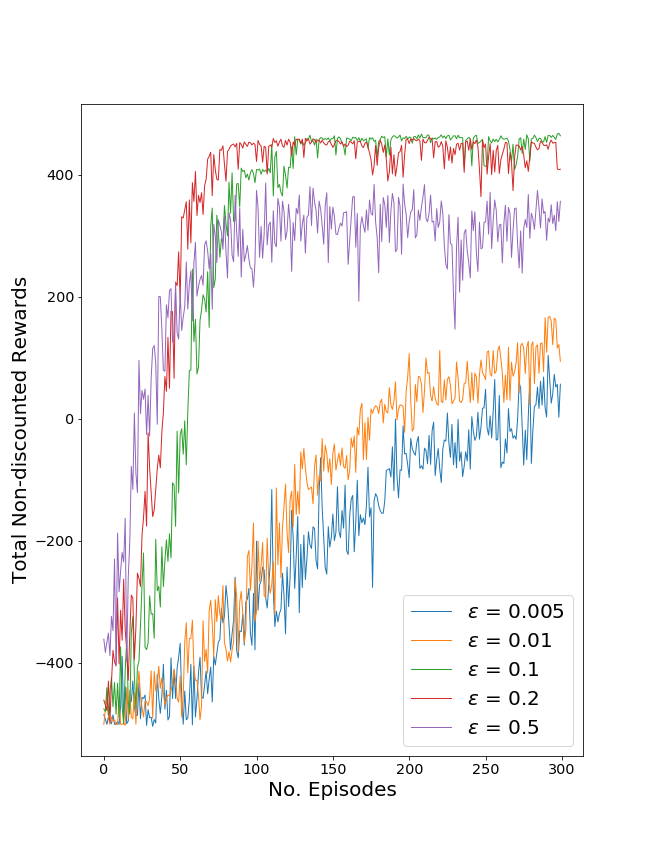 400
200
0
−200
−400
Total Non-discounted Rewards
ε = 0.005
ε = 0.01
ε = 0.1
ε = 0.2
ε = 0.5
0 50 100 150 200 250 300
No. Episodes